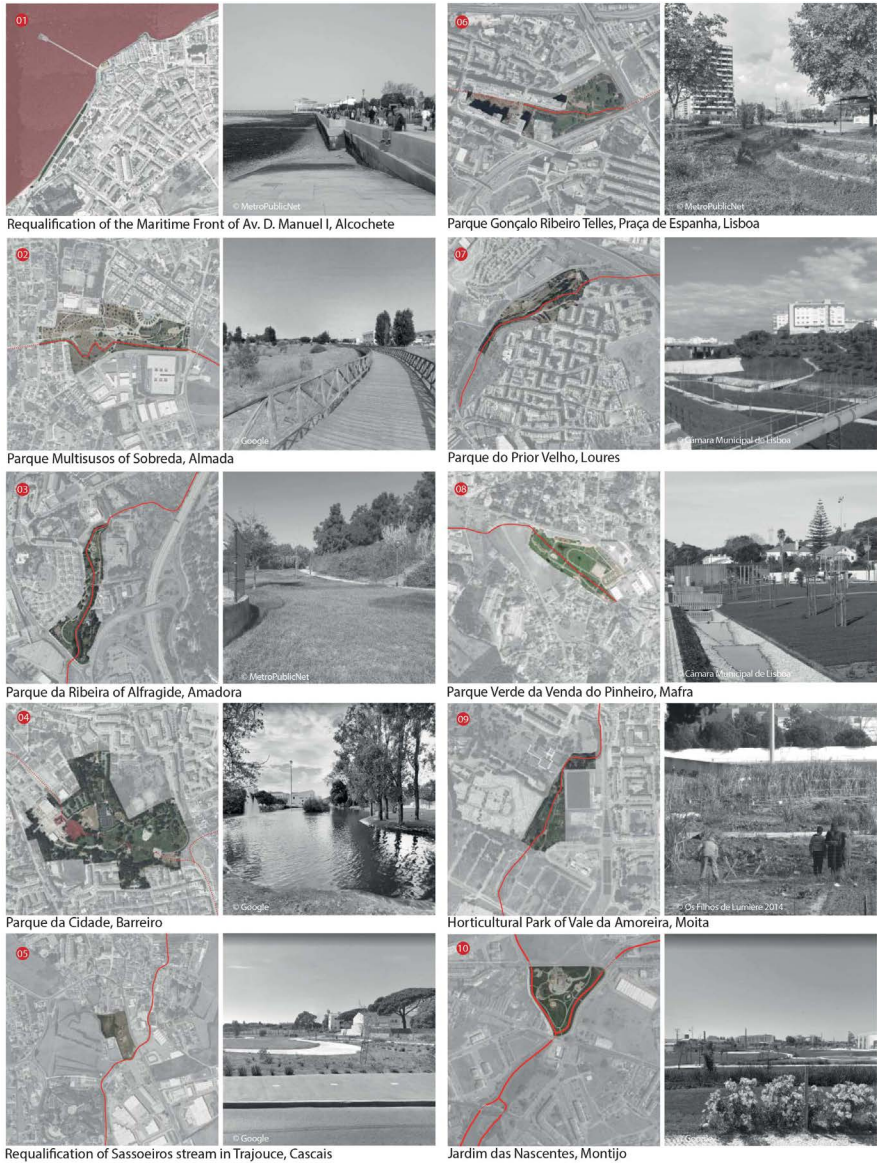 01
© MetroPublicNet
Requalification of the Maritime Front of Av. D. Manuel I, Alcochete
02
© Google
Parque Multisusos of Sobreda, Almada
03
© MetroPublicNet
Parque da Ribeira of Alfragide, Amadora
04
© Google
Parque da Cidade, Barreiro
05
© Google
Requalification of Sassoeiros stream in Trajouce, Cascais
06
© MetroPublicNet
Parque Gonçalo Ribeiro Telles, Praça de Espanha, Lisboa
07
© Câmara Municipal de Lisboa
Parque do Prior Velho, Loures
08
© Câmara Municipal de Lisboa
Parque Verde da Venda do Pinheiro, Mafra
09
© Os Filhos de Lumière 2014
Horticultural Park of Vale da Amoreira, Moita
10
© Google
Jardim das Nascentes, Montijo